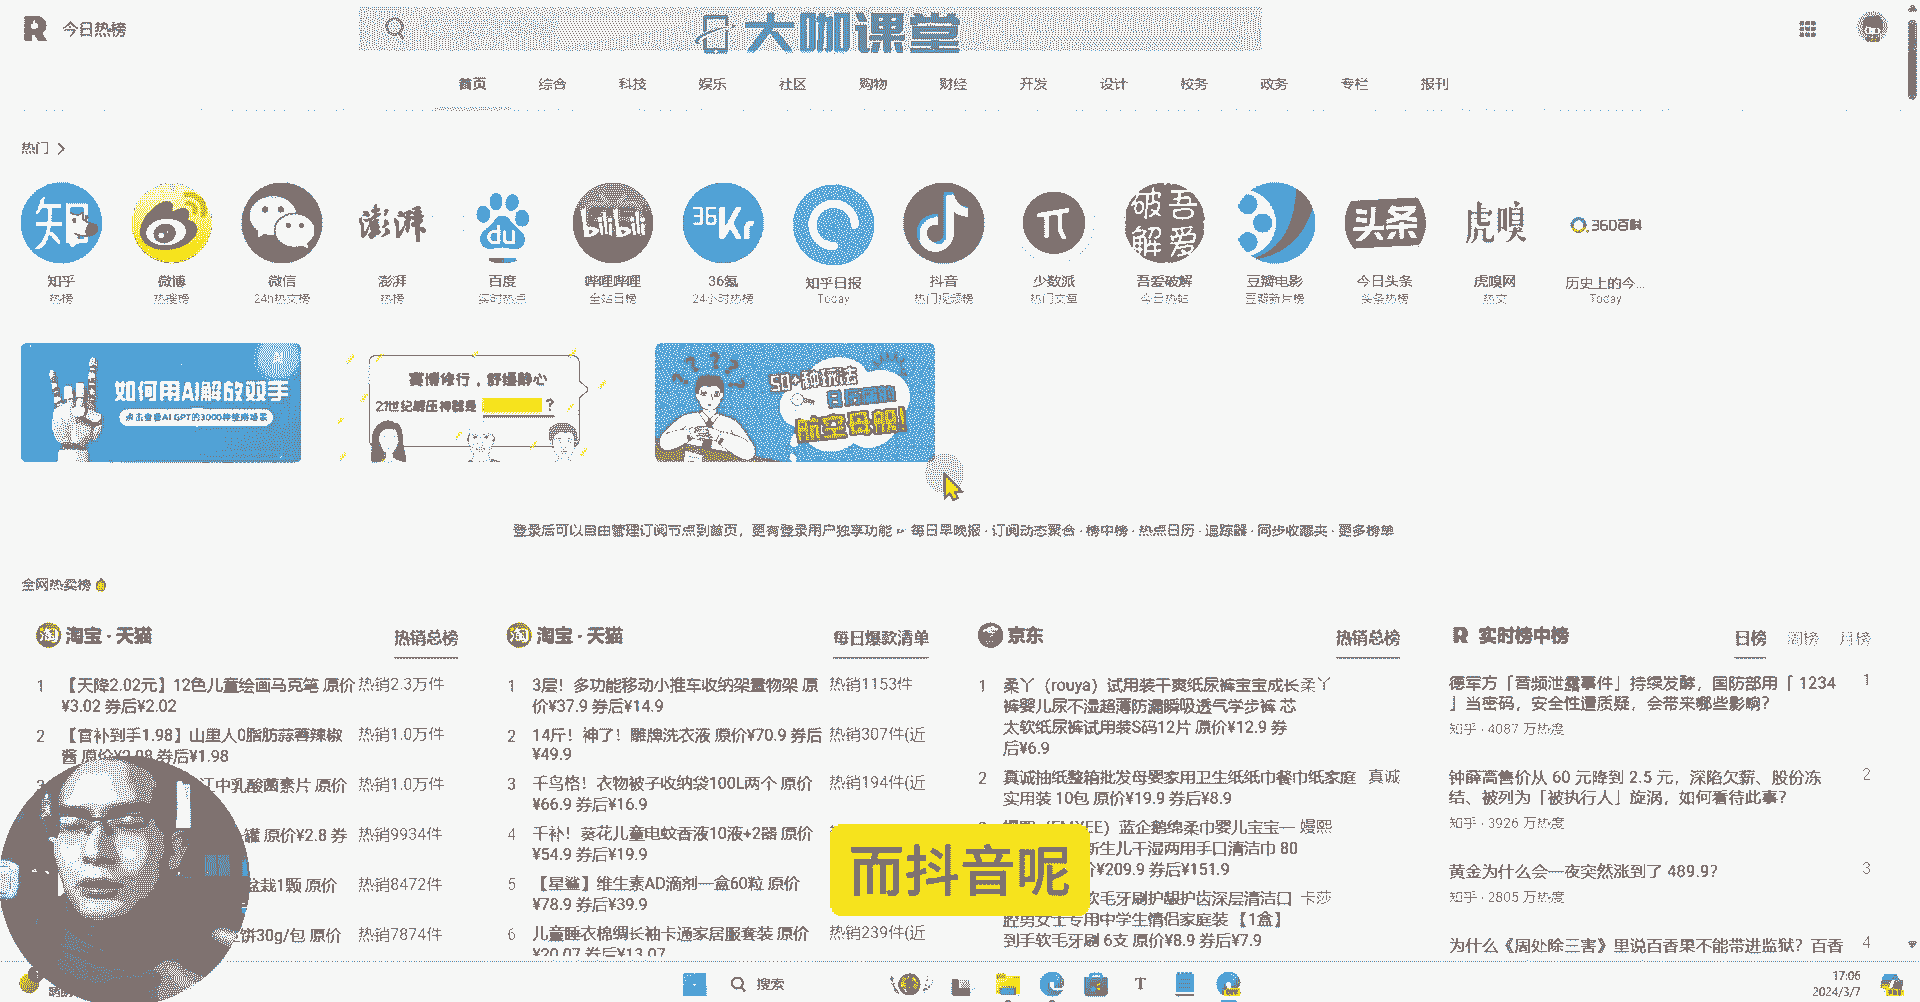 今日热榜
大咖课堂
首页 综合 科技 娱乐 社区 购物 财经 开发 设计 校务 政务 专栏 报刊
热门
知乎 微博 微信 澎湃 百度 哔哩哔哩 36氪 知乎日报 抖音 少数派 吾爱破解 豆瓣电影 今日头条 虎嗅网 历史上的今...
热榜 热搜榜 24h热文榜 热榜 实时热点 全站日榜 24小时热榜 Today 热门视频榜 热门文章 今日热帖 豆瓣新片榜 头条热榜 热文 Today
如何用AI解放双手
点击查看AI GPT的3000种使用场景
赛博修行，舒缓静心
21世纪解压神器是 ？
50+种玩法
日历届的
航空母舰!
登录后可以自由管理订阅节点到首页，更有登录用户独享功能 ▻ 每日早晚报 · 订阅动态聚合 · 榜中榜 · 热点日历 · 追踪器 · 同步收藏夹 · 更多榜单
全网热卖榜
淘宝 · 天猫 热销总榜
1 【天降2.02元】12色儿童绘画马克笔 原价 热销2.3万件
¥3.02 券后¥2.02
2 【官补到手1.98】山里人0脂肪蒜蓉辣椒 热销1.0万件
酱 原价¥3.98 券后¥1.98
江中乳酸菌素片 原价 热销1.0万件
罐 原价¥2.8 券 热销9934件
盆栽1颗 原价 热销8472件
饼30g/包 原价 热销7874件
淘宝 · 天猫 每日爆款清单
1 3层！多功能移动小推车收纳架置物架 原 热销1153件
价¥37.9 券后¥14.9
2 14斤！神了！雕牌洗衣液 原价¥70.9 券后 热销307件(近
¥49.9
3 千鸟格！衣物被子收纳袋100L两个 原价 热销194件(近
¥66.9 券后¥16.9
4 千补！葵花儿童电蚊香液10液+2器 原价
¥54.9 券后¥19.9
5 【星鲨】维生素AD滴剂一盒60粒 原价
¥78.9 券后¥39.9
6 儿童睡衣棉绸长袖卡通家居服套装 原价 热销239件(近
¥20.07 券后¥13.07
京东 热销总榜
1 柔丫（rouya）试用装干爽纸尿裤宝宝成长 柔丫
裤婴儿尿不湿超薄防漏瞬吸透气学步裤 芯
太软纸尿裤试用装S码12片 原价¥12.9 券
后¥6.9
2 真诚抽纸整箱批发母婴家用卫生纸纸巾餐巾纸家庭 真诚
实用装 10包 原价¥19.9 券后¥8.9
蓝企鹅绵柔巾婴儿宝宝一 嫚熙
新生儿干湿两用手口清洁巾 80
¥209.9 券后¥151.9
软毛牙刷护龈护齿深层清洁口 卡莎
腔男女士专用中学生情侣家庭装 【1盒】
到手软毛牙刷 6支 原价¥8.9 券后¥7.9
实时榜中榜 日榜 周榜 月榜
德军方「音频泄露事件」持续发酵，国防部用「 1234 1
」当密码，安全性遭质疑，会带来哪些影响？
知乎 · 4087 万热度
钟薛高售价从 60 元降到 2.5 元，深陷欠薪、股份冻 2
结、被列为「被执行人」旋涡，如何看待此事？
知乎 · 3926 万热度
黄金为什么会一夜突然涨到了 489.9？ 3
知乎 · 2805 万热度
为什么《周处除三害》里说百香果不能带进监狱？百香 4
而抖音呢
搜索
17:06
2024/3/7